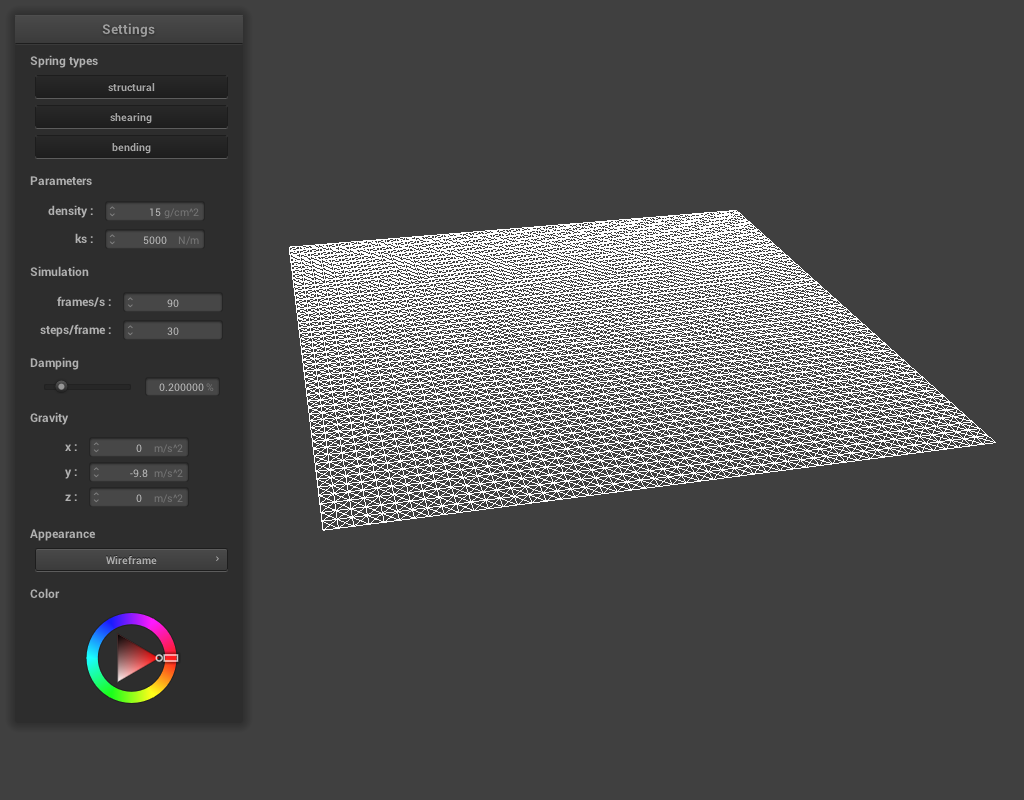 Settings
Spring types
structural
shearing
bending
Parameters
density : 15 g/cm^2
ks : 5000 N/m
Simulation
frames/s : 90
steps/frame : 30
Damping
0.200000 %
Gravity
x : 0 m/s^2
y : -9.8 m/s^2
z : 0 m/s^2
Appearance
Wireframe
Color